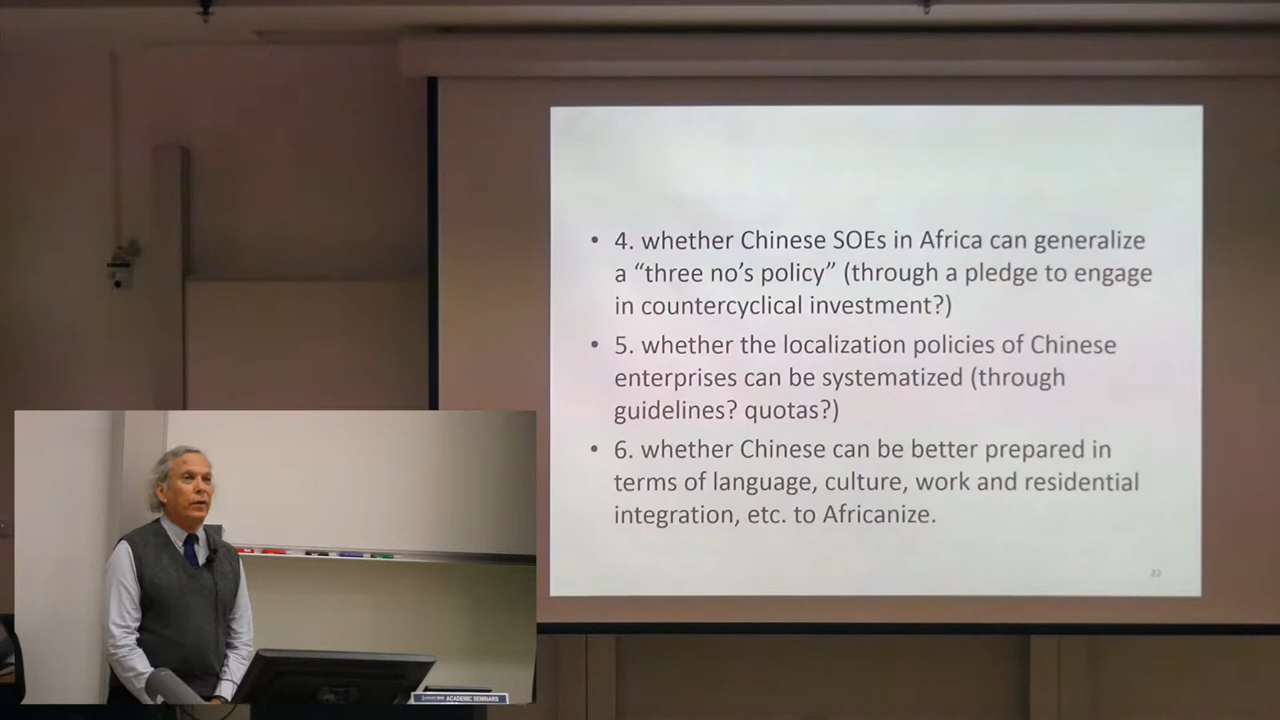 • 4. whether Chinese SOEs in Africa can generalize
a “three no’s policy” (through a pledge to engage
in countercyclical investment?)
• 5. whether the localization policies of Chinese
enterprises can be systematized (through
guidelines? quotas?)
• 6. whether Chinese can be better prepared in
terms of language, culture, work and residential
integration, etc. to Africanize.
ACADEMIC SEMINARS